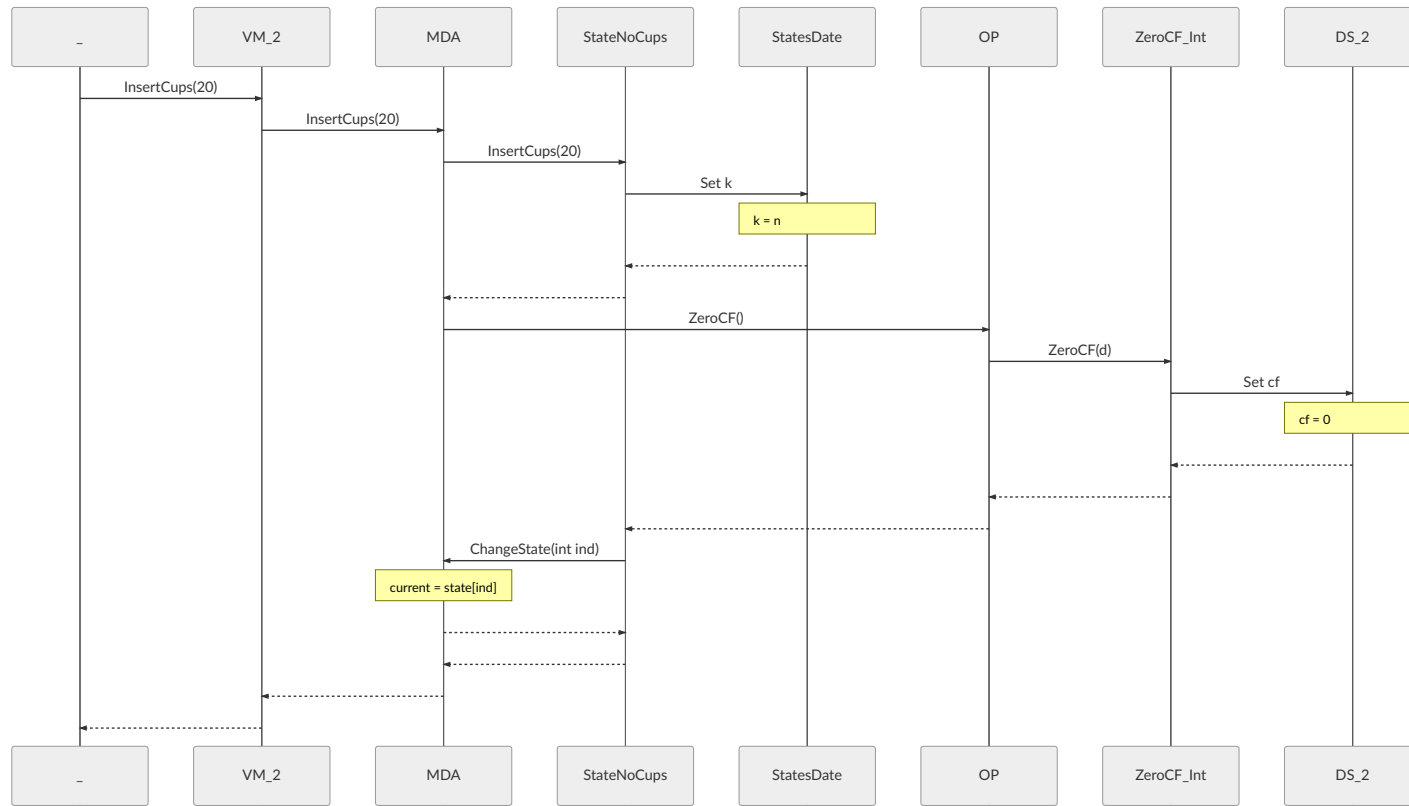 _
VM_2
MDA
StateNoCups
StatesDate
OP
ZeroCF_Int
DS_2
InsertCups(20)
InsertCups(20)
InsertCups(20)
Set k
k = n
ZeroCF()
ZeroCF(d)
Set cf
cf = 0
ChangeState(int ind)
current = state[ind]
_
VM_2
MDA
StateNoCups
StatesDate
OP
ZeroCF_Int
DS_2